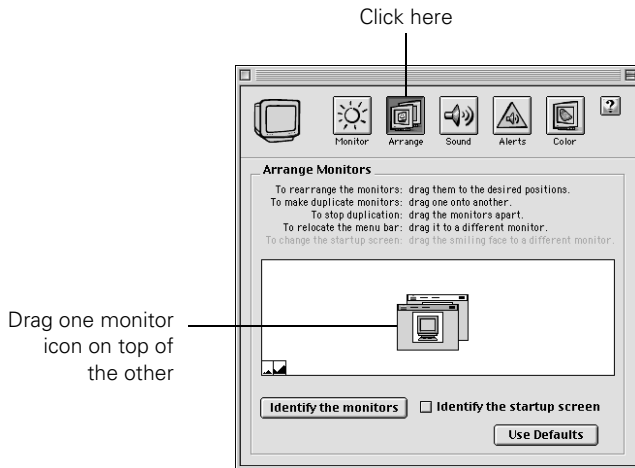 Click here
Monitor
Arrange
Sound
Alerts
Color
?
Arrange Monitors
To rearrange the monitors: drag them to the desired positions.
To make duplicate monitors: drag one onto another.
To stop duplication: drag the monitors apart.
To relocate the menu bar: drag it to a different monitor.
To change the startup screen: drag the smiling face to a different monitor.
Drag one monitor
icon on top of
the other
Identify the monitors
Identify the startup screen
Use Defaults